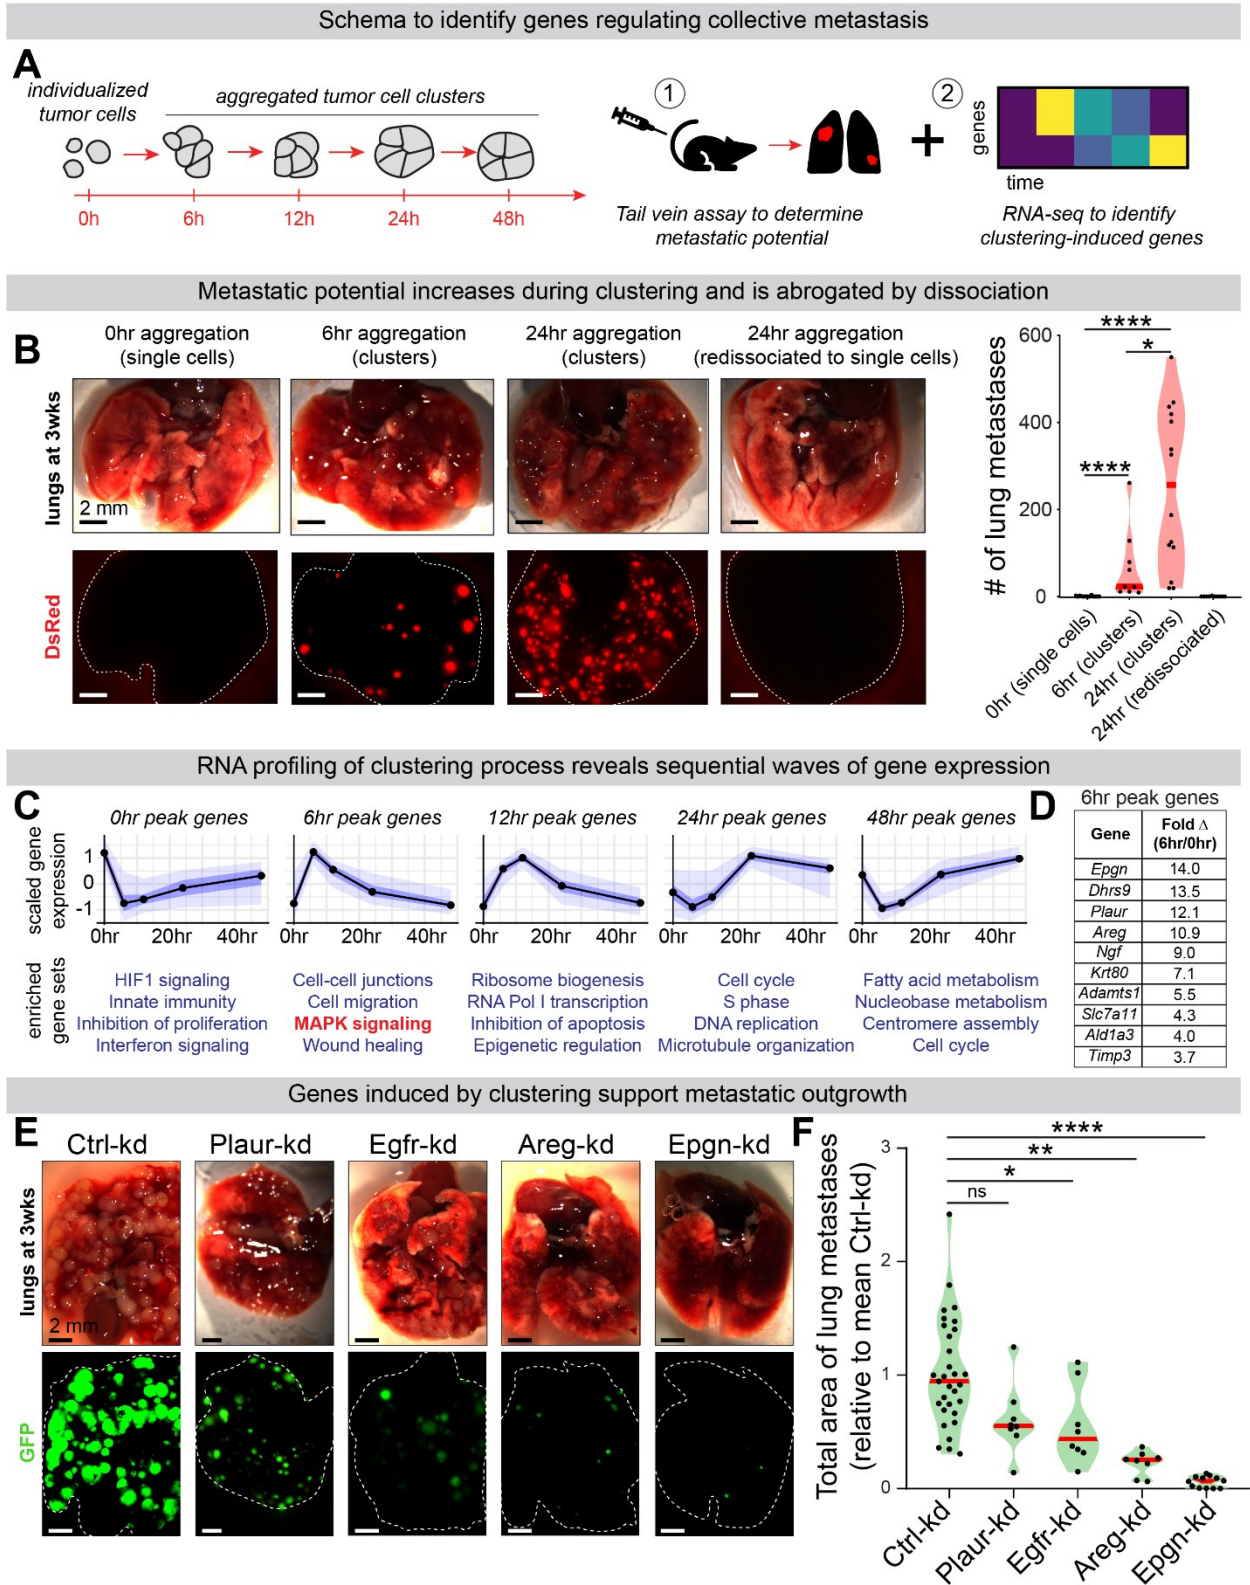 Schema to identify genes regulating collective metastasis
A
individualized
tumor cells
aggregated tumor cell clusters
0h
6h
12h
24h
48h
1
Tail vein assay to determine
metastatic potential
+
2
genes
time
RNA-seq to identify
clustering-induced genes
Metastatic potential increases during clustering and is abrogated by dissociation
B
0hr aggregation
(single cells)
6hr aggregation
(clusters)
24hr aggregation
(clusters)
24hr aggregation
(redissociated to single cells)
lungs at 3wks
2 mm
DsRed
# of lung metastases
600
400
200
0
****
*
****
0hr (single cells)
6hr (clusters)
24hr (clusters)
24hr (redissociated)
RNA profiling of clustering process reveals sequential waves of gene expression
C
scaled gene
expression
1
0
-1
0hr peak genes
0hr 20hr 40hr
6hr peak genes
0hr 20hr 40hr
12hr peak genes
0hr 20hr 40hr
24hr peak genes
0hr 20hr 40hr
48hr peak genes
0hr 20hr 40hr
enriched
gene sets
HIF1 signaling
Innate immunity
Inhibition of proliferation
Interferon signaling
Cell-cell junctions
Cell migration
MAPK signaling
Wound healing
Ribosome biogenesis
RNA Pol I transcription
Inhibition of apoptosis
Epigenetic regulation
Cell cycle
S phase
DNA replication
Microtubule organization
Fatty acid metabolism
Nucleobase metabolism
Centromere assembly
Cell cycle
D
6hr peak genes
Gene Fold Δ
(6hr/0hr)
Epgn 14.0
Dhrs9 13.5
Plaur 12.1
Areg 10.9
Ngf 9.0
Krt80 7.1
Adamts1 5.5
Slc7a11 4.3
Ald1a3 4.0
Timp3 3.7
Genes induced by clustering support metastatic outgrowth
E
Ctrl-kd
Plaur-kd
Egfr-kd
Areg-kd
Epgn-kd
lungs at 3wks
2 mm
GFP
F
Total area of lung metastases
(relative to mean Ctrl-kd)
3
2
1
0
****
**
*
ns
Ctrl-kd
Plaur-kd
Egfr-kd
Areg-kd
Epgn-kd